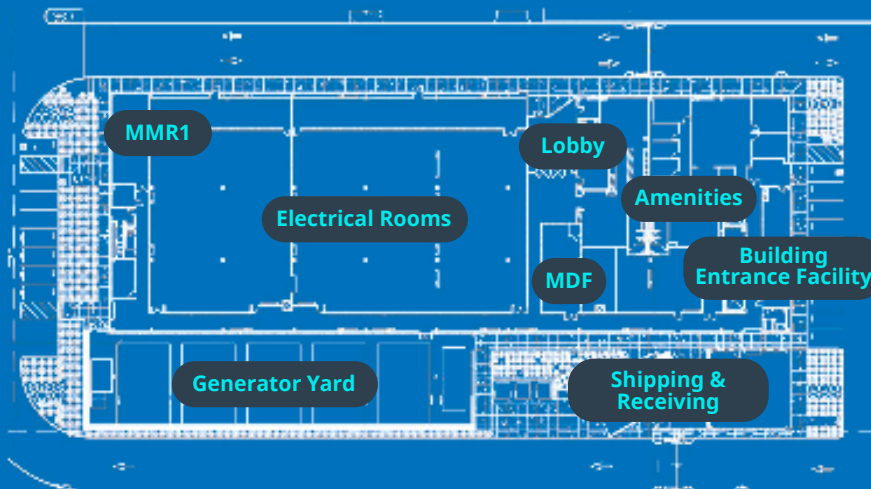 MMR1
Lobby
Electrical Rooms
Amenities
Building
Entrance Facility
MDF
Generator Yard
Shipping &
Receiving